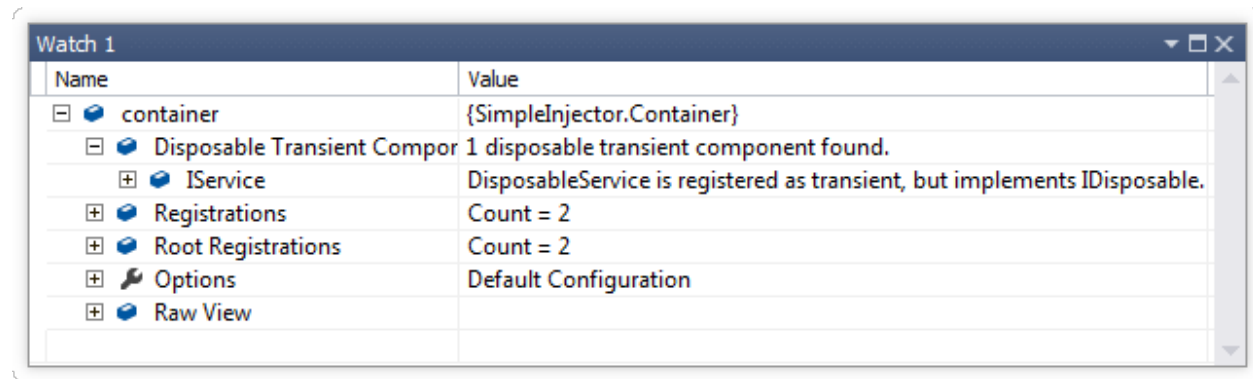 Watch 1
Name Value
container {SimpleInjector.Container}
Disposable Transient Compor 1 disposable transient component found.
IService DisposableService is registered as transient, but implements IDisposable.
Registrations Count = 2
Root Registrations Count = 2
Options Default Configuration
Raw View